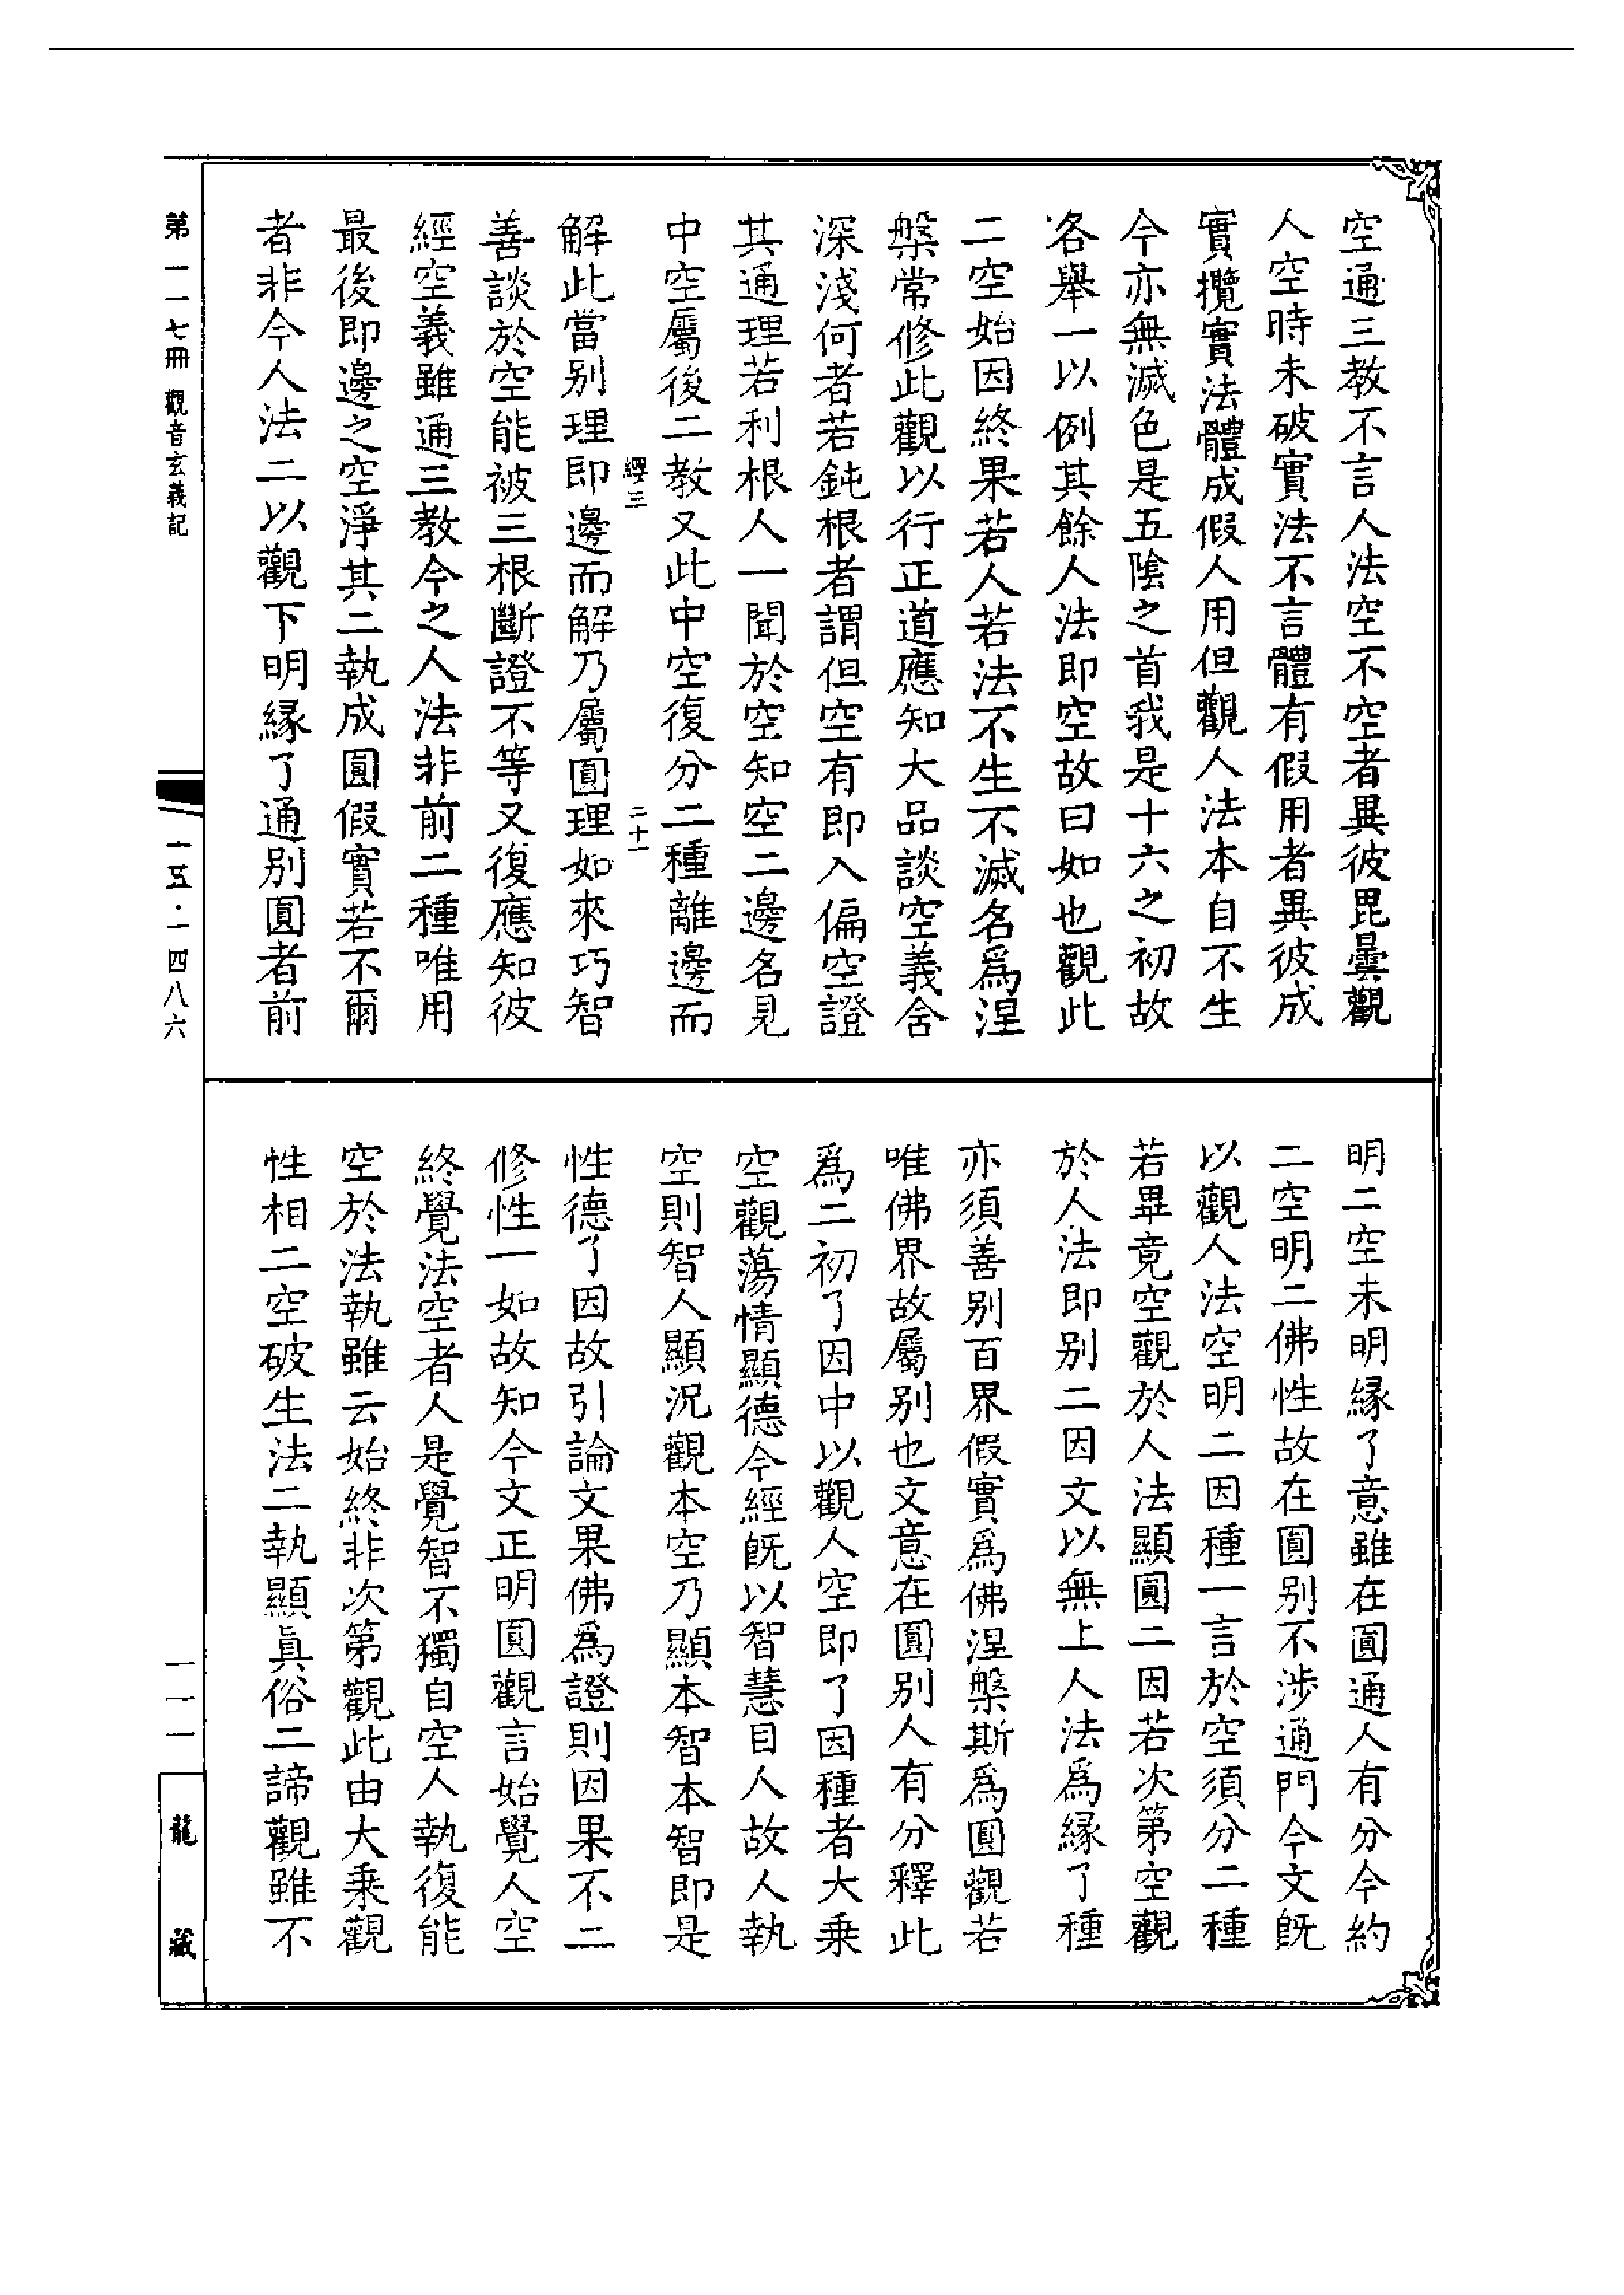 空通三教不言人法空不空者異彼毘曇觀
人空時未破實法不言體有假用者異彼成
實攬實法體成假人用但觀人法本自不生
今亦無滅色是五陰之首我是十六之初故
各舉一以例其餘人法即空故曰如也觀此
二空始因終果若人若法不生不滅名爲涅
槃常修此觀以行正道應知大品談空義含
深淺何者若鈍根者謂但空有即入偏空證
其通理若利根人一聞於空知空二邊名見
中空屬後二教又此中空復分二種離邊而
纓三
二十一
解此當别理即邊而解乃屬圓理如來巧智
善談於空能被三根斷證不等又復應知彼
經空義雖通三教今之人法非前二種唯用
最後即邊之空淨其二執成圓假實若不爾
者非今人法二以觀下明緣了通别圓者前
明二空未明緣了意雖在圓通人有分今約
二空明二佛性故在圓别不涉通門今文旣
以觀人法空明二因種一言於空須分二種
若畢竟空觀於人法顯圓二因若次第空觀
於人法即别二因文以無上人法爲緣了種
亦須善别百界假實爲佛涅槃斯爲圓觀若
唯佛界故屬别也文意在圓别人有分釋此
爲二初了因中以觀人空即了因種者大乘
空觀蕩情顯德今經旣以智慧目人故人執
空則智人顯況觀本空乃顯本智本智即是
性德了因故引論文果佛爲證則因果不二
修性一如故知今文正明圓觀言始覺人空
終覺法空者人是覺智不獨自空人執復能
空於法執雖云始終非次第觀此由大乘觀
性相二空破生法二執顯眞俗二諦觀雖不
第一一七冊 觀音玄義記
一五·一四八六
一一一
龍藏